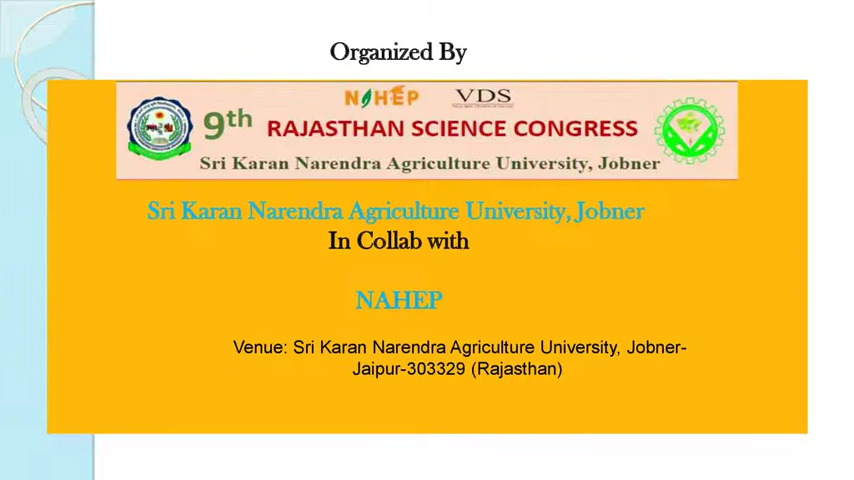 Organized By
NAHEP VDS
9th RAJASTHAN SCIENCE CONGRESS
Sri Karan Narendra Agriculture University, Jobner
Sri Karan Narendra Agriculture University, Jobner
In Collab with
NAHEP
Venue: Sri Karan Narendra Agriculture University, Jobner-
Jaipur-303329 (Rajasthan)